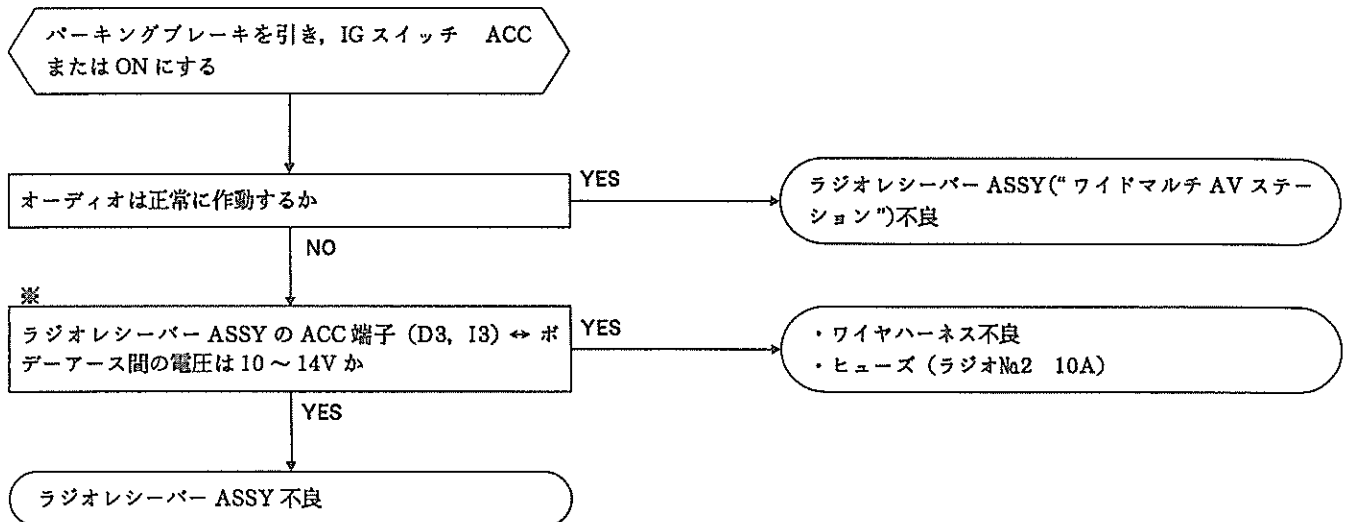 パーキングブレーキを引き，IG スイッチ　ACC
または ON にする
オーディオは正常に作動するか
YES
ラジオレシーバー ASSY(“ワイドマルチ AV ステー
ション”)不良
NO
※
ラジオレシーバー ASSY の ACC 端子（D3，I3）↔ ボ
デーアース間の電圧は 10 〜 14V か
YES
・ワイヤハーネス不良
・ヒューズ（ラジオ№2　10A）
YES
ラジオレシーバー ASSY 不良